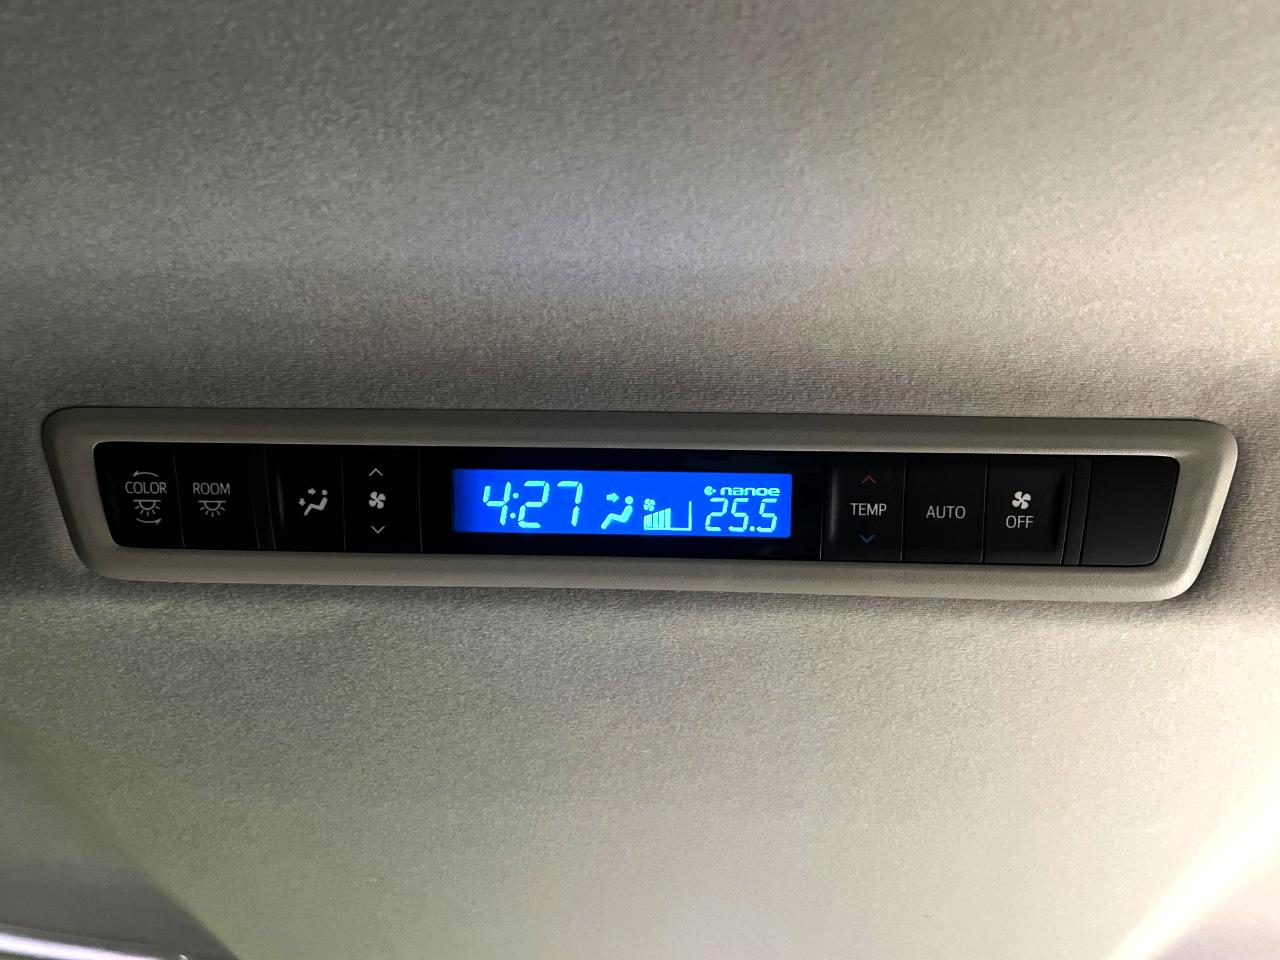 COLOR
ROOM
4:27
nanoe
25.5
TEMP
AUTO
OFF